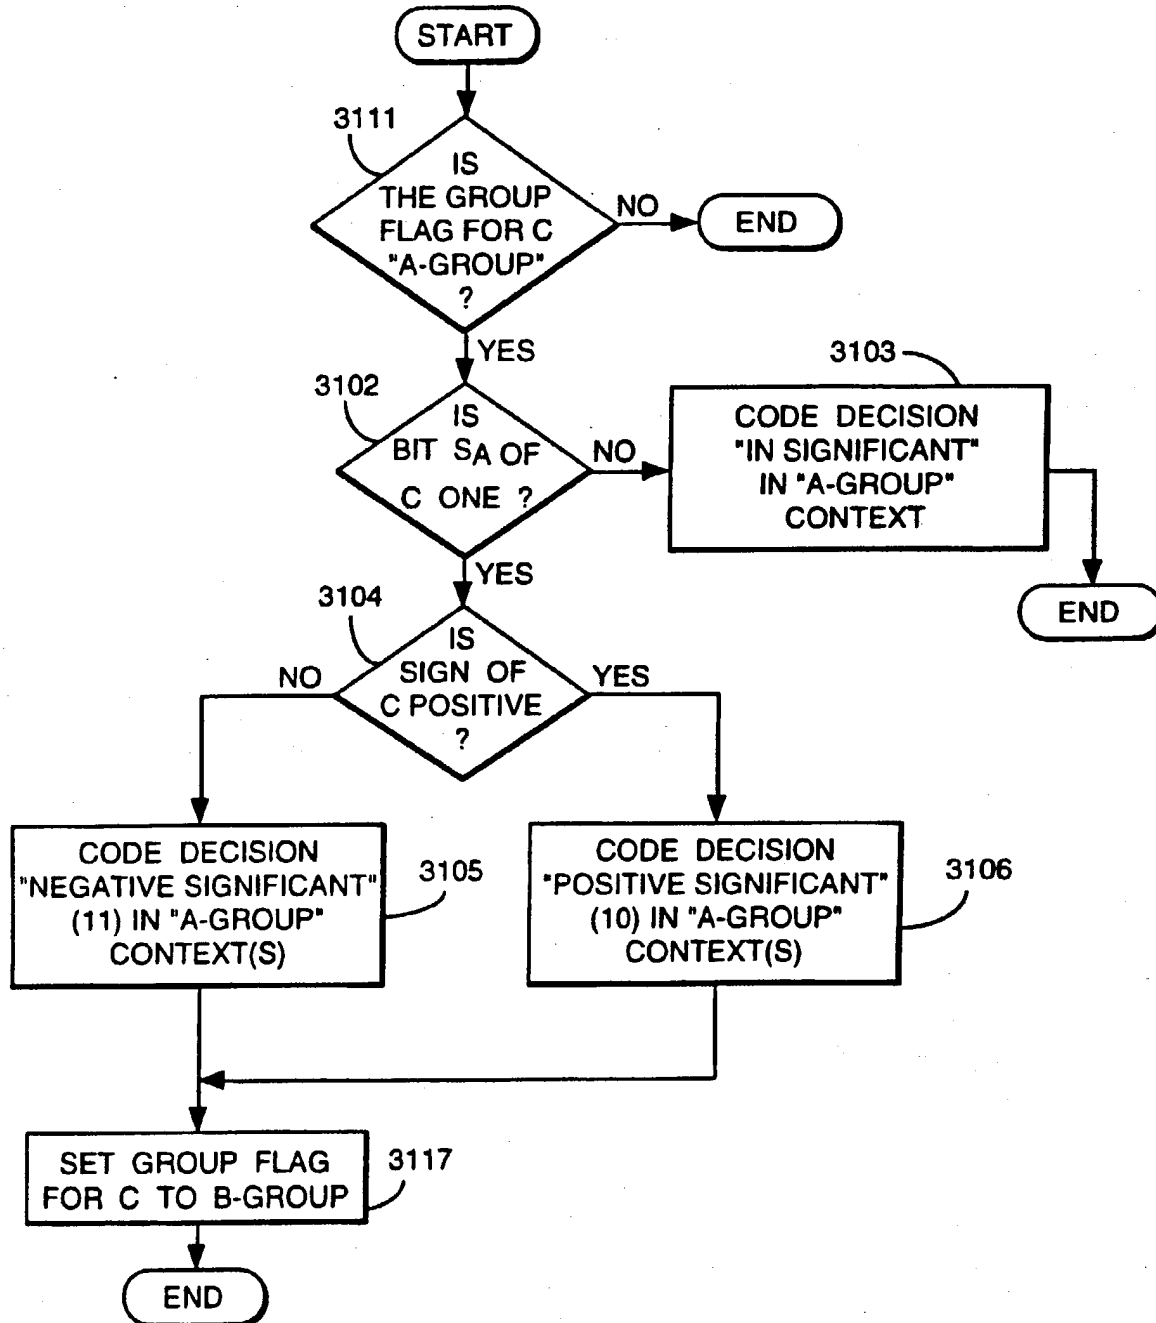 START
3111
IS
THE GROUP
FLAG FOR C
"A-GROUP"
?
NO
END
YES
3102
IS
BIT SA OF
C ONE ?
NO
3103
CODE DECISION
"IN SIGNIFICANT"
IN "A-GROUP"
CONTEXT
END
YES
3104
IS
SIGN OF
C POSITIVE
?
NO
YES
CODE DECISION
"NEGATIVE SIGNIFICANT"
(11) IN "A-GROUP"
CONTEXT(S)
3105
CODE DECISION
"POSITIVE SIGNIFICANT"
(10) IN "A-GROUP"
CONTEXT(S)
3106
SET GROUP FLAG
FOR C TO B-GROUP
3117
END